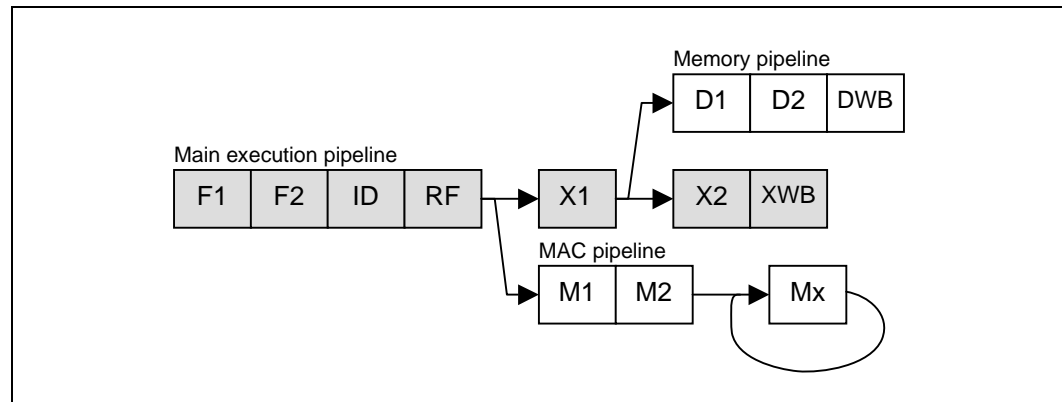 Memory pipeline
D1 D2 DWB
Main execution pipeline
F1 F2 ID RF X1 X2 XWB
MAC pipeline
M1 M2 Mx